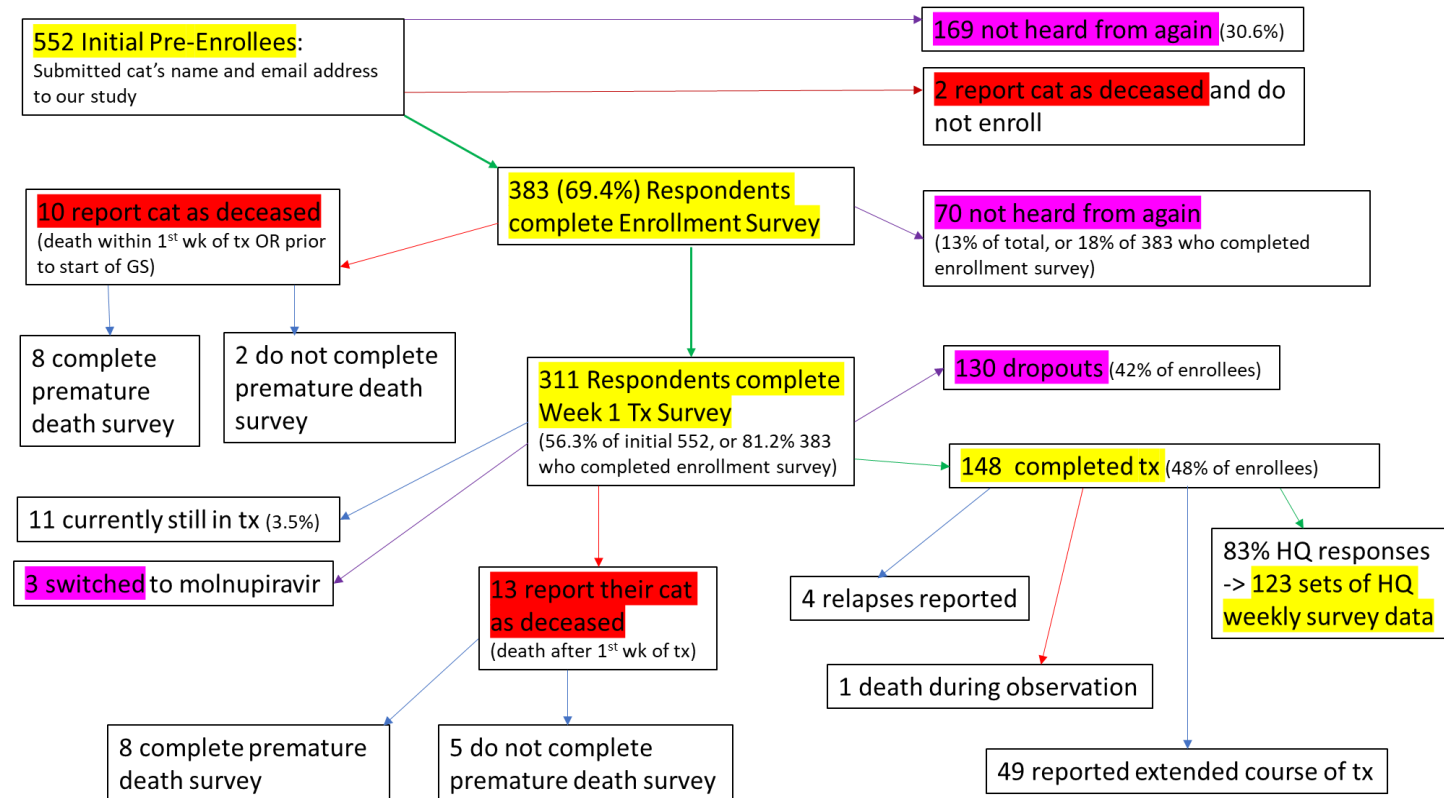 552 Initial Pre-Enrollees:
Submitted cat's name and email address
to our study
169 not heard from again (30.6%)
2 report cat as deceased and do
not enroll
383 (69.4%) Respondents
complete Enrollment Survey
10 report cat as deceased
(death within 1st wk of tx OR prior
to start of GS)
70 not heard from again
(13% of total, or 18% of 383 who completed
enrollment survey)
8 complete
premature
death survey
2 do not complete
premature death
survey
311 Respondents complete
Week 1 Tx Survey
(56.3% of initial 552, or 81.2% 383
who completed enrollment survey)
130 dropouts (42% of enrollees)
148 completed tx (48% of enrollees)
11 currently still in tx (3.5%)
3 switched to molnupiravir
13 report their cat
as deceased
(death after 1st wk of tx)
4 relapses reported
83% HQ responses
-> 123 sets of HQ
weekly survey data
1 death during observation
8 complete premature
death survey
5 do not complete
premature death survey
49 reported extended course of tx